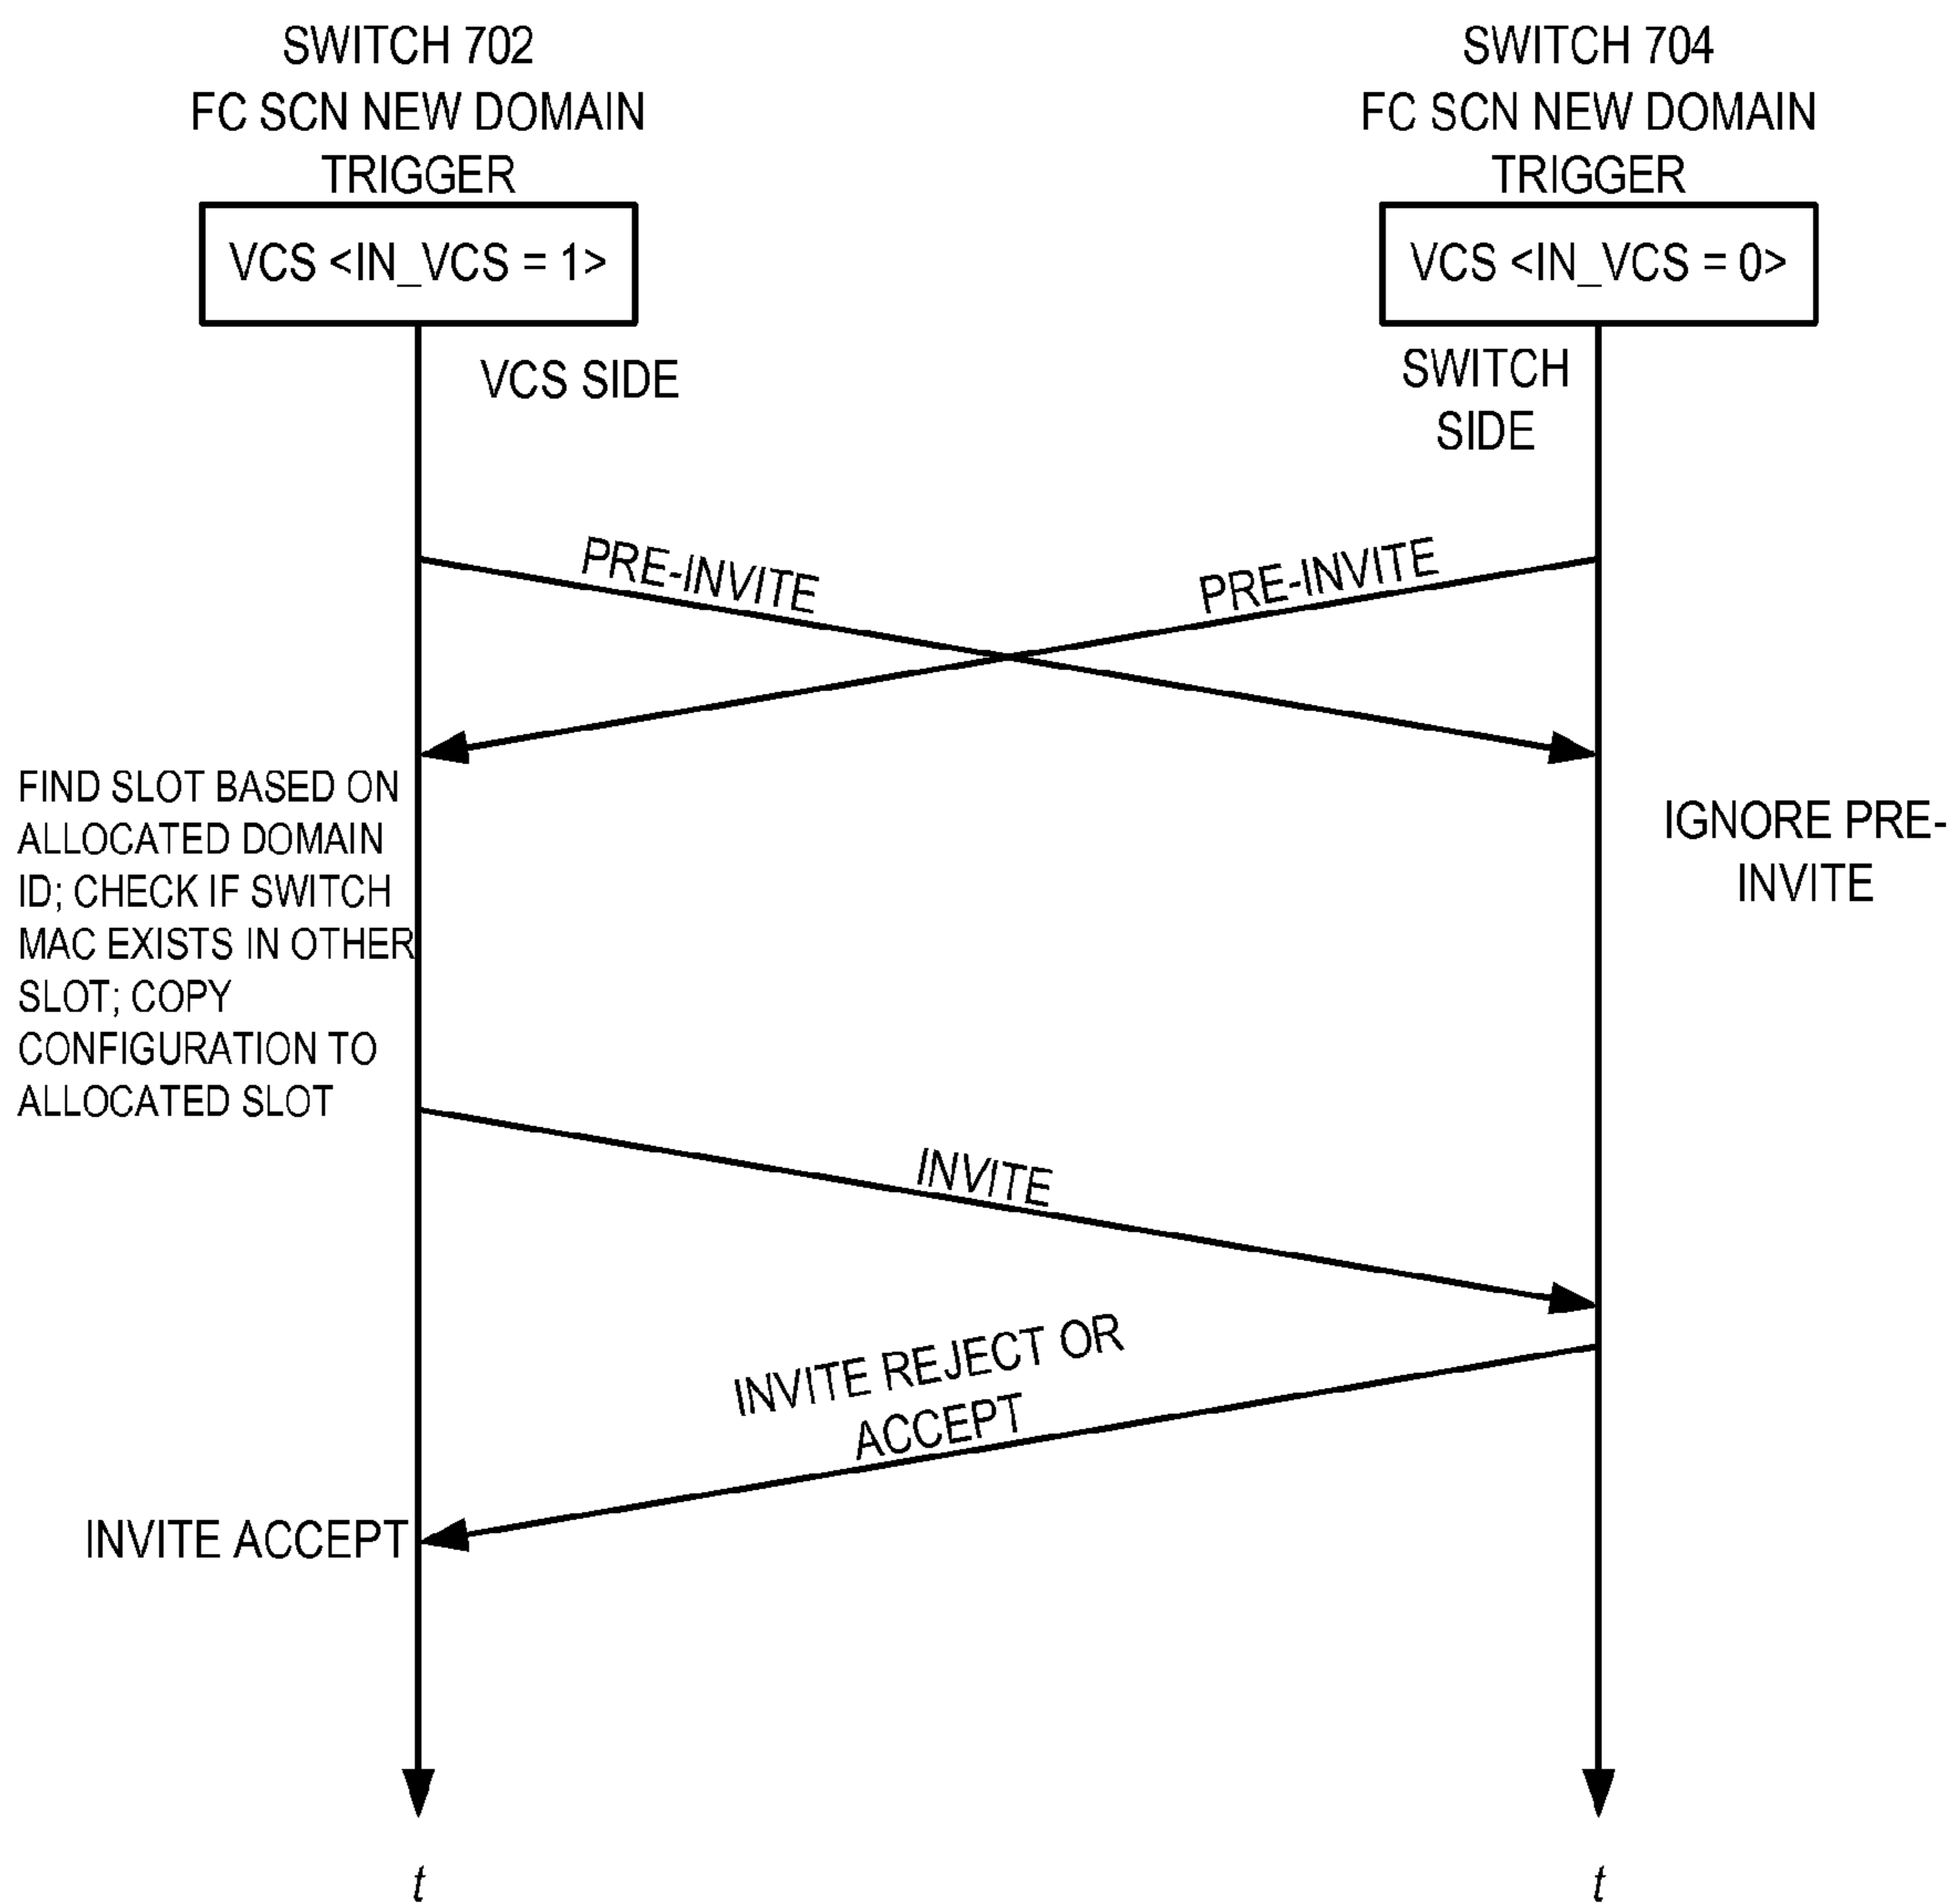 SWITCH 702
FC SCN NEW DOMAIN
TRIGGER
VCS <IN_VCS = 1>
VCS SIDE
SWITCH 704
FC SCN NEW DOMAIN
TRIGGER
VCS <IN_VCS = 0>
SWITCH
SIDE
PRE-INVITE
PRE-INVITE
FIND SLOT BASED ON
ALLOCATED DOMAIN
ID; CHECK IF SWITCH
MAC EXISTS IN OTHER
SLOT; COPY
CONFIGURATION TO
ALLOCATED SLOT
IGNORE PRE-
INVITE
INVITE
INVITE REJECT OR
ACCEPT
INVITE ACCEPT
t
t